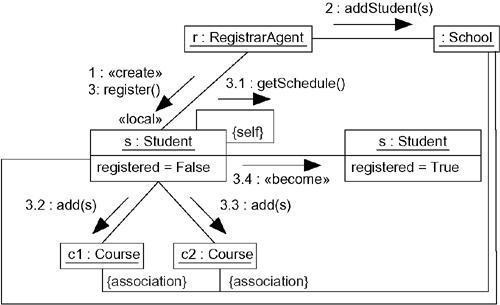 2 : addStudent(s)
r : RegistrarAgent
: School
1 : «create»
3: register()
3.1 : getSchedule()
«local»
{self}
s : Student
registered = False
s : Student
registered = True
3.4 : «become»
3.2 : add(s)
3.3 : add(s)
c1 : Course
c2 : Course
{association}
{association}